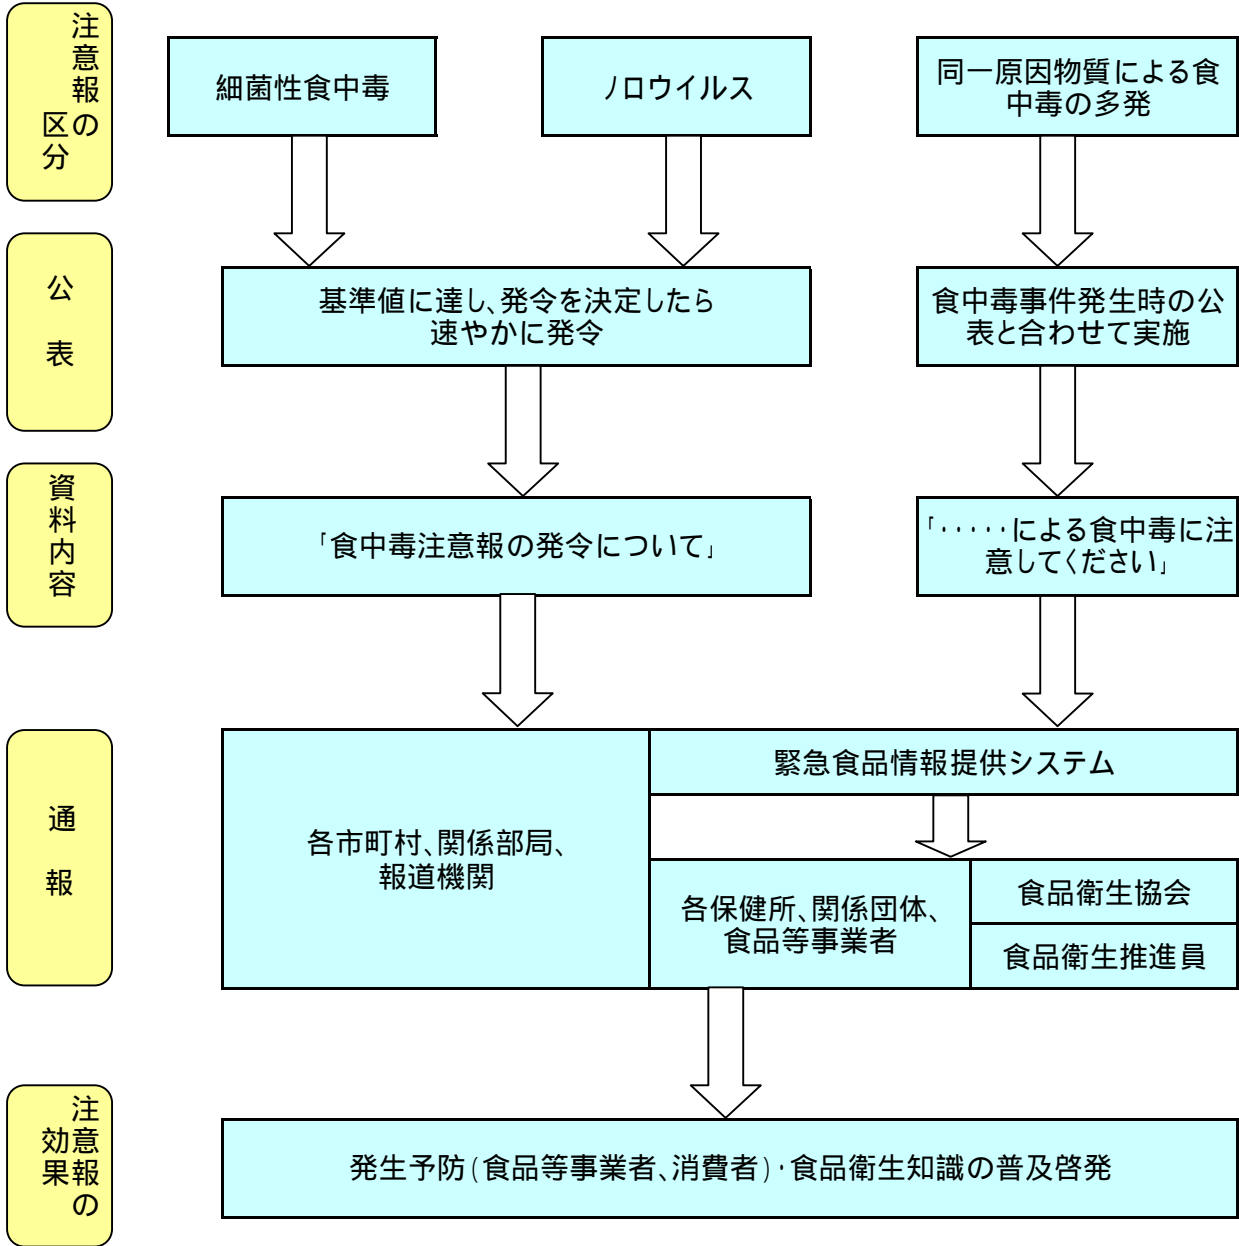 注意報の
区分
細菌性食中毒
ノロウイルス
同一原因物質による食
中毒の多発
公表
基準値に達し、発令を決定したら
速やかに発令
食中毒事件発生時の公
表と合わせて実施
資料内容
「食中毒注意報の発令について」
「・・・・・による食中毒に注
意してください」
通報
各市町村、関係部局、
報道機関
緊急食品情報提供システム
各保健所、関係団体、
食品等事業者
食品衛生協会
食品衛生推進員
注意報の
効果
発生予防(食品等事業者、消費者)・食品衛生知識の普及啓発